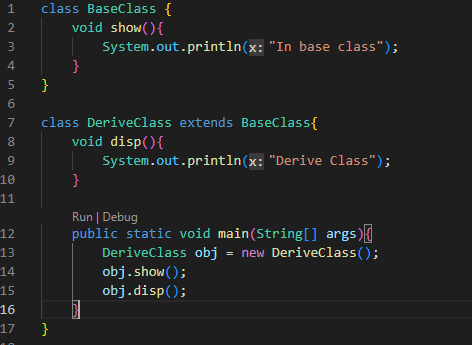 1 class BaseClass {
2     void show(){
3         System.out.println(x: "In base class");
4     }
5 }
6
7 class DeriveClass extends BaseClass{
8     void disp(){
9         System.out.println(x: "Derive Class");
10     }
11
Run | Debug
12     public static void main(String[] args){
13         DeriveClass obj = new DeriveClass();
14         obj.show();
15         obj.disp();
16     }
17 }